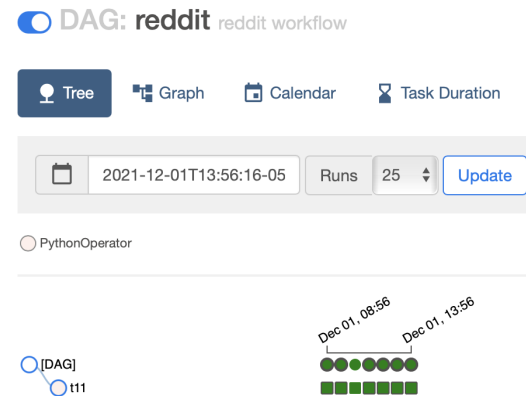 DAG: reddit reddit workflow
Tree Graph Calendar Task Duration
2021-12-01T13:56:16-05 Runs 25 Update
PythonOperator
Dec 01, 08:56 Dec 01, 13:56
[DAG]
t11